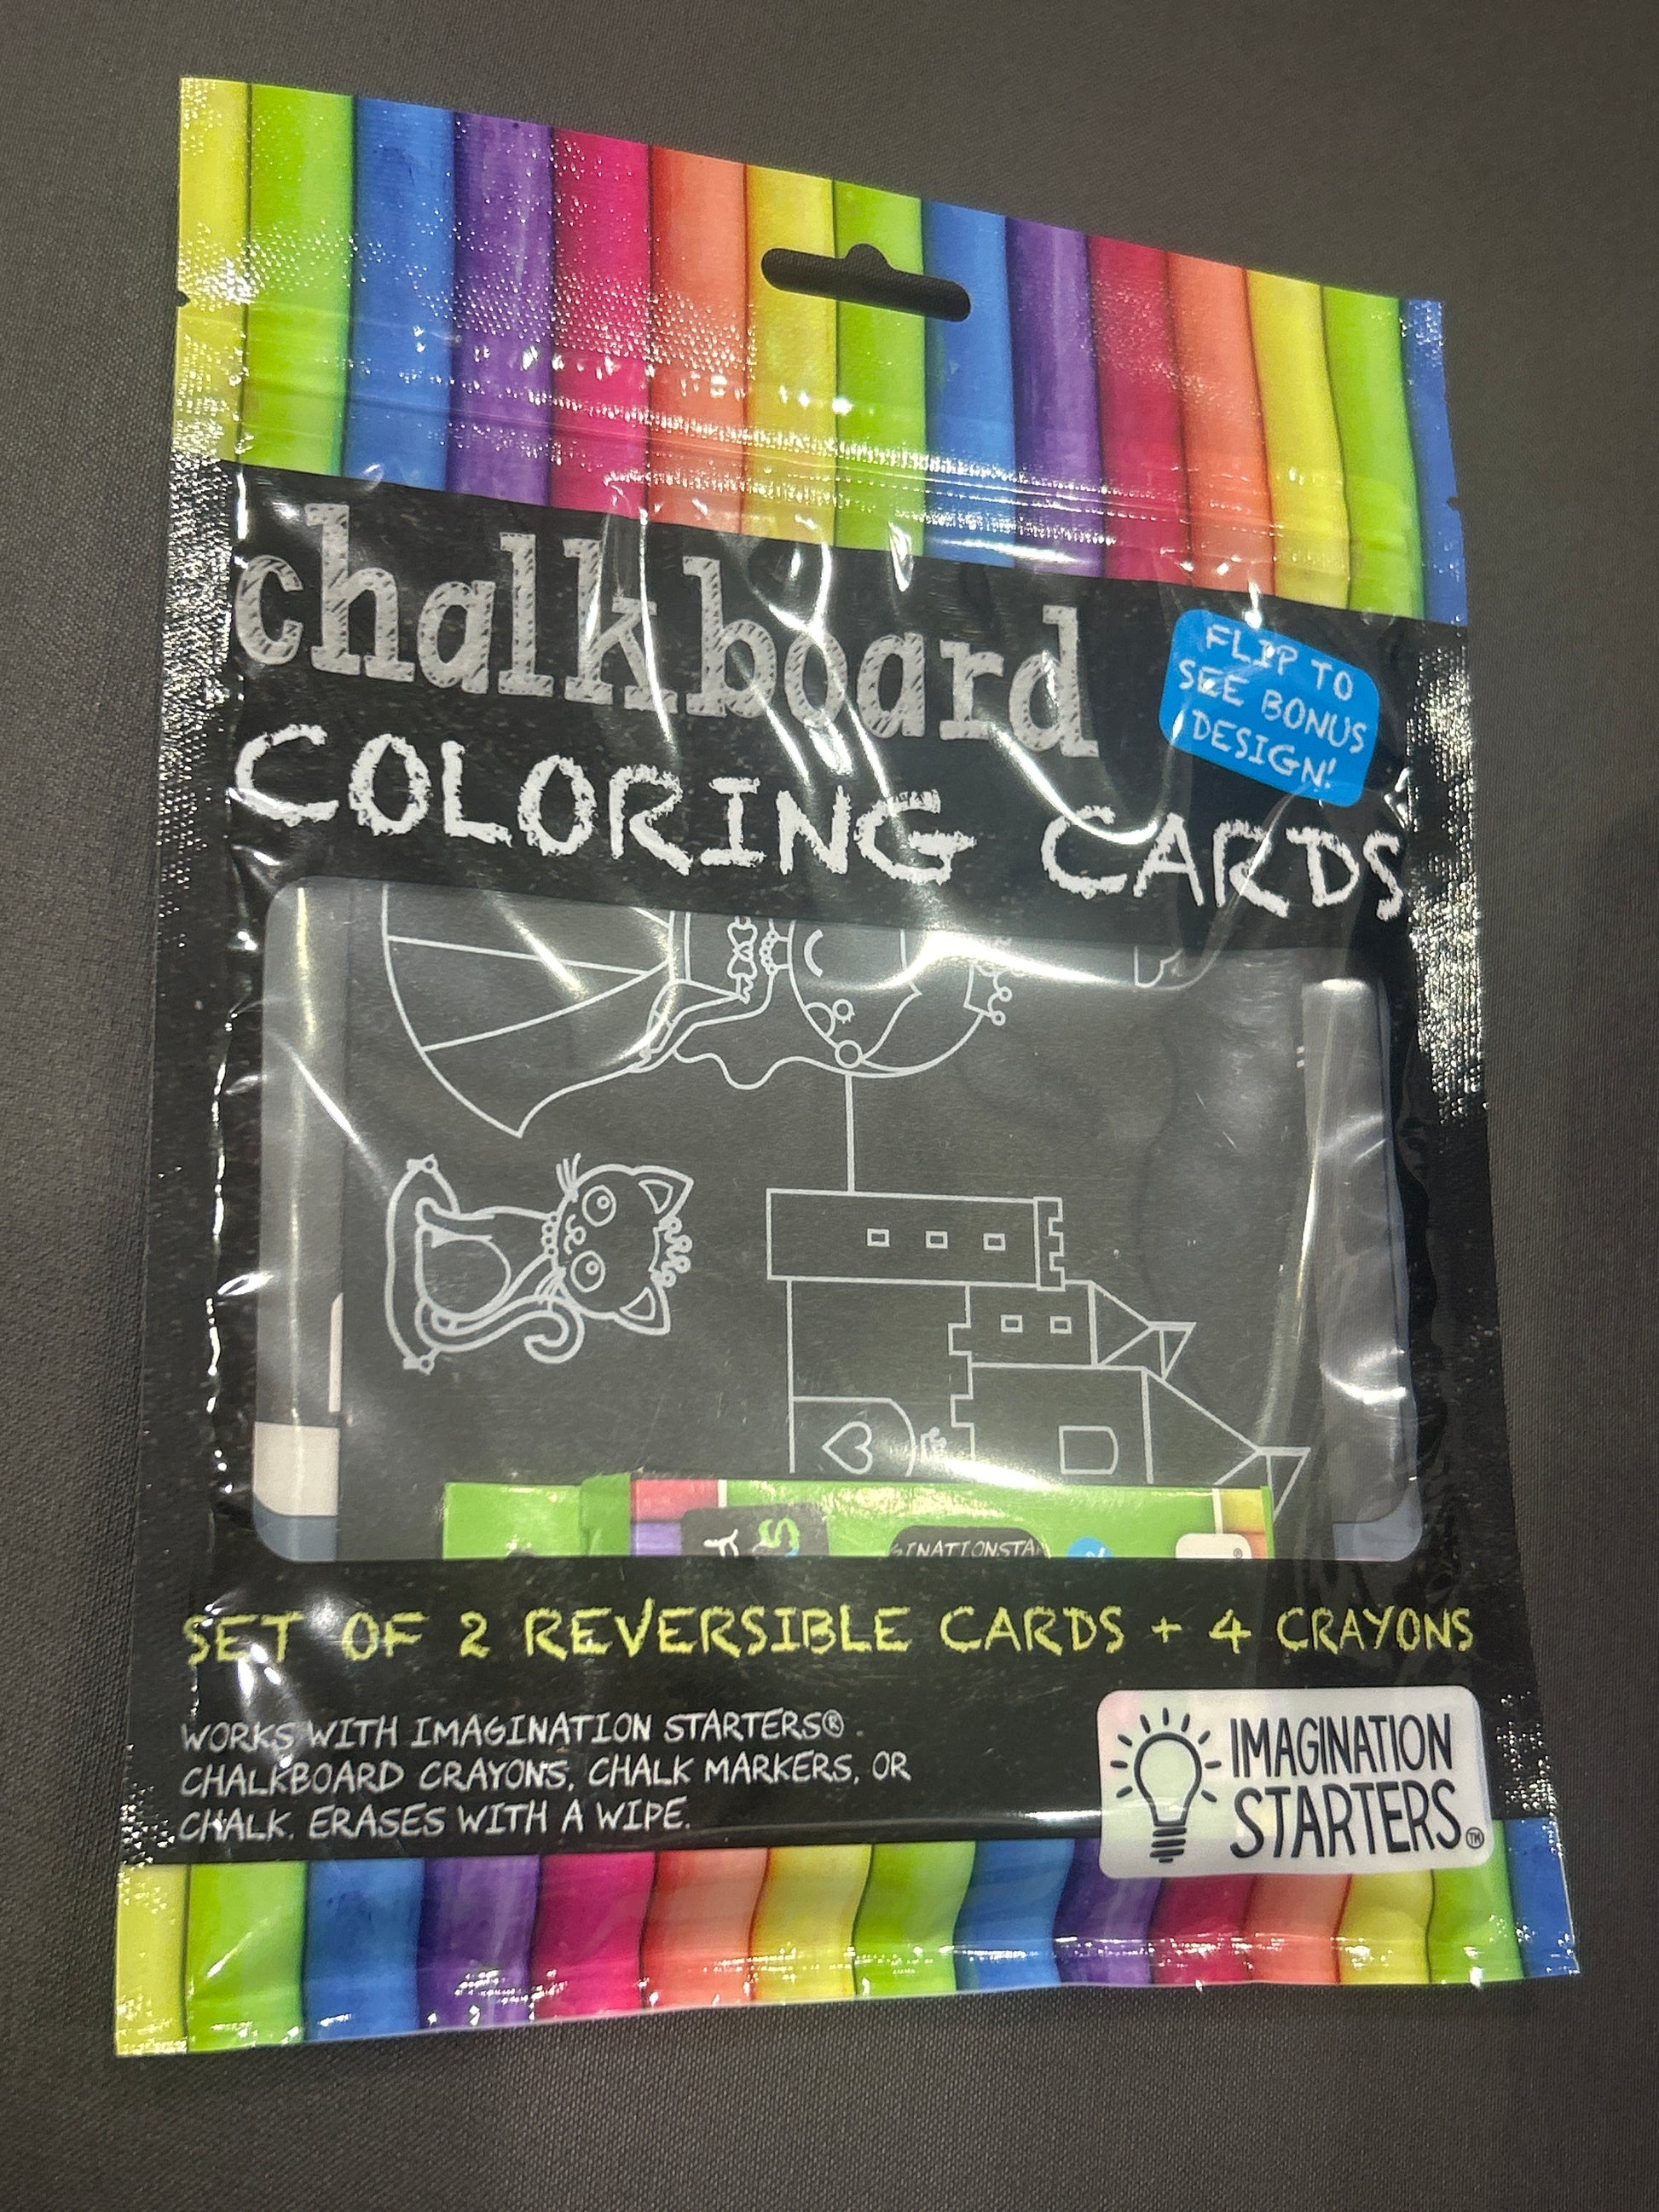 chalkboard
COLORING CARDS
FLIP TO
SEE BONUS
DESIGN!
SET OF 2 REVERSIBLE CARDS + 4 CRAYONS
WORKS WITH IMAGINATION STARTERS®
CHALKBOARD CRAYONS, CHALK MARKERS, OR
CHALK. ERASES WITH A WIPE.
IMAGINATION
STARTERS™